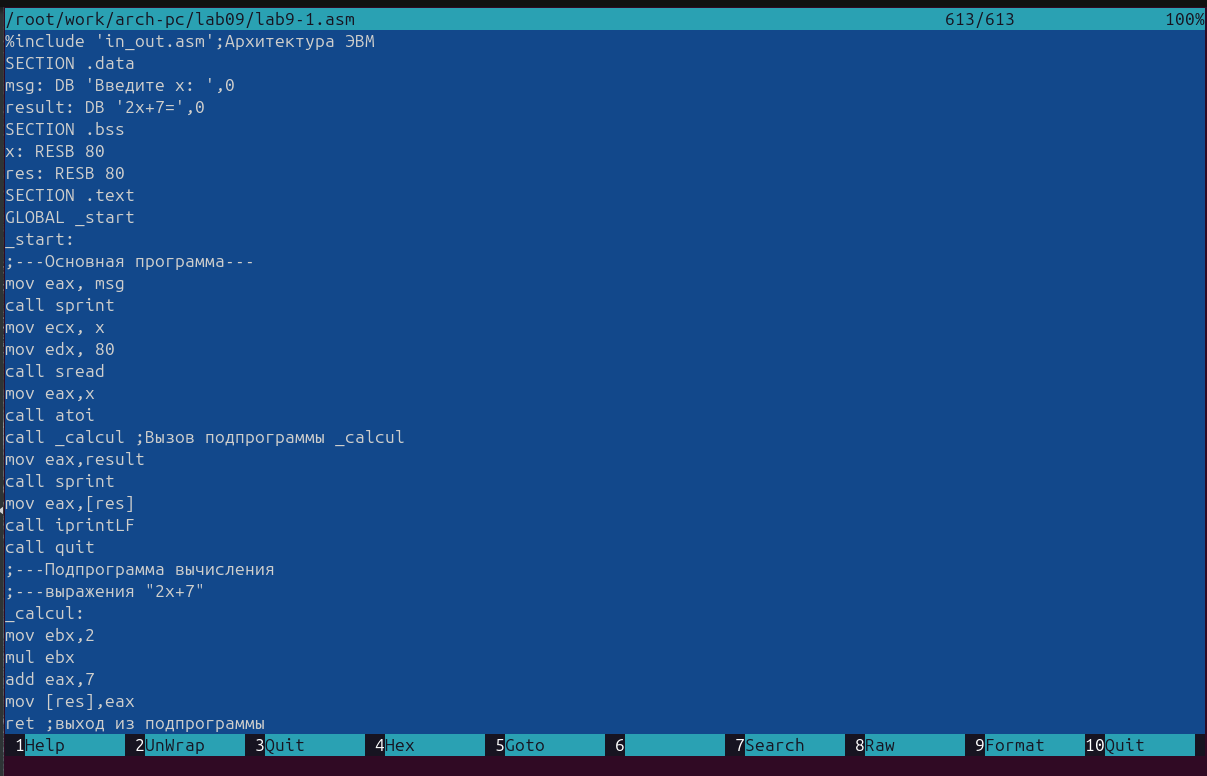 /root/work/arch-pc/lab09/lab9-1.asm 613/613 100%
%include 'in_out.asm';Архитектура ЭВМ
SECTION .data
msg: DB 'Введите x: ',0
result: DB '2x+7=',0
SECTION .bss
x: RESB 80
res: RESB 80
SECTION .text
GLOBAL _start
_start:
;---Основная программа---
mov eax, msg
call sprint
mov ecx, x
mov edx, 80
call sread
mov eax,x
call atoi
call _calcul ;Вызов подпрограммы _calcul
mov eax,result
call sprint
mov eax,[res]
call iprintLF
call quit
;---Подпрограмма вычисления
;---выражения "2x+7"
_calcul:
mov ebx,2
mul ebx
add eax,7
mov [res],eax
ret ;выход из подпрограммы
1Help 2UnWrap 3Quit 4Hex 5Goto 6 7Search 8Raw 9Format 10Quit